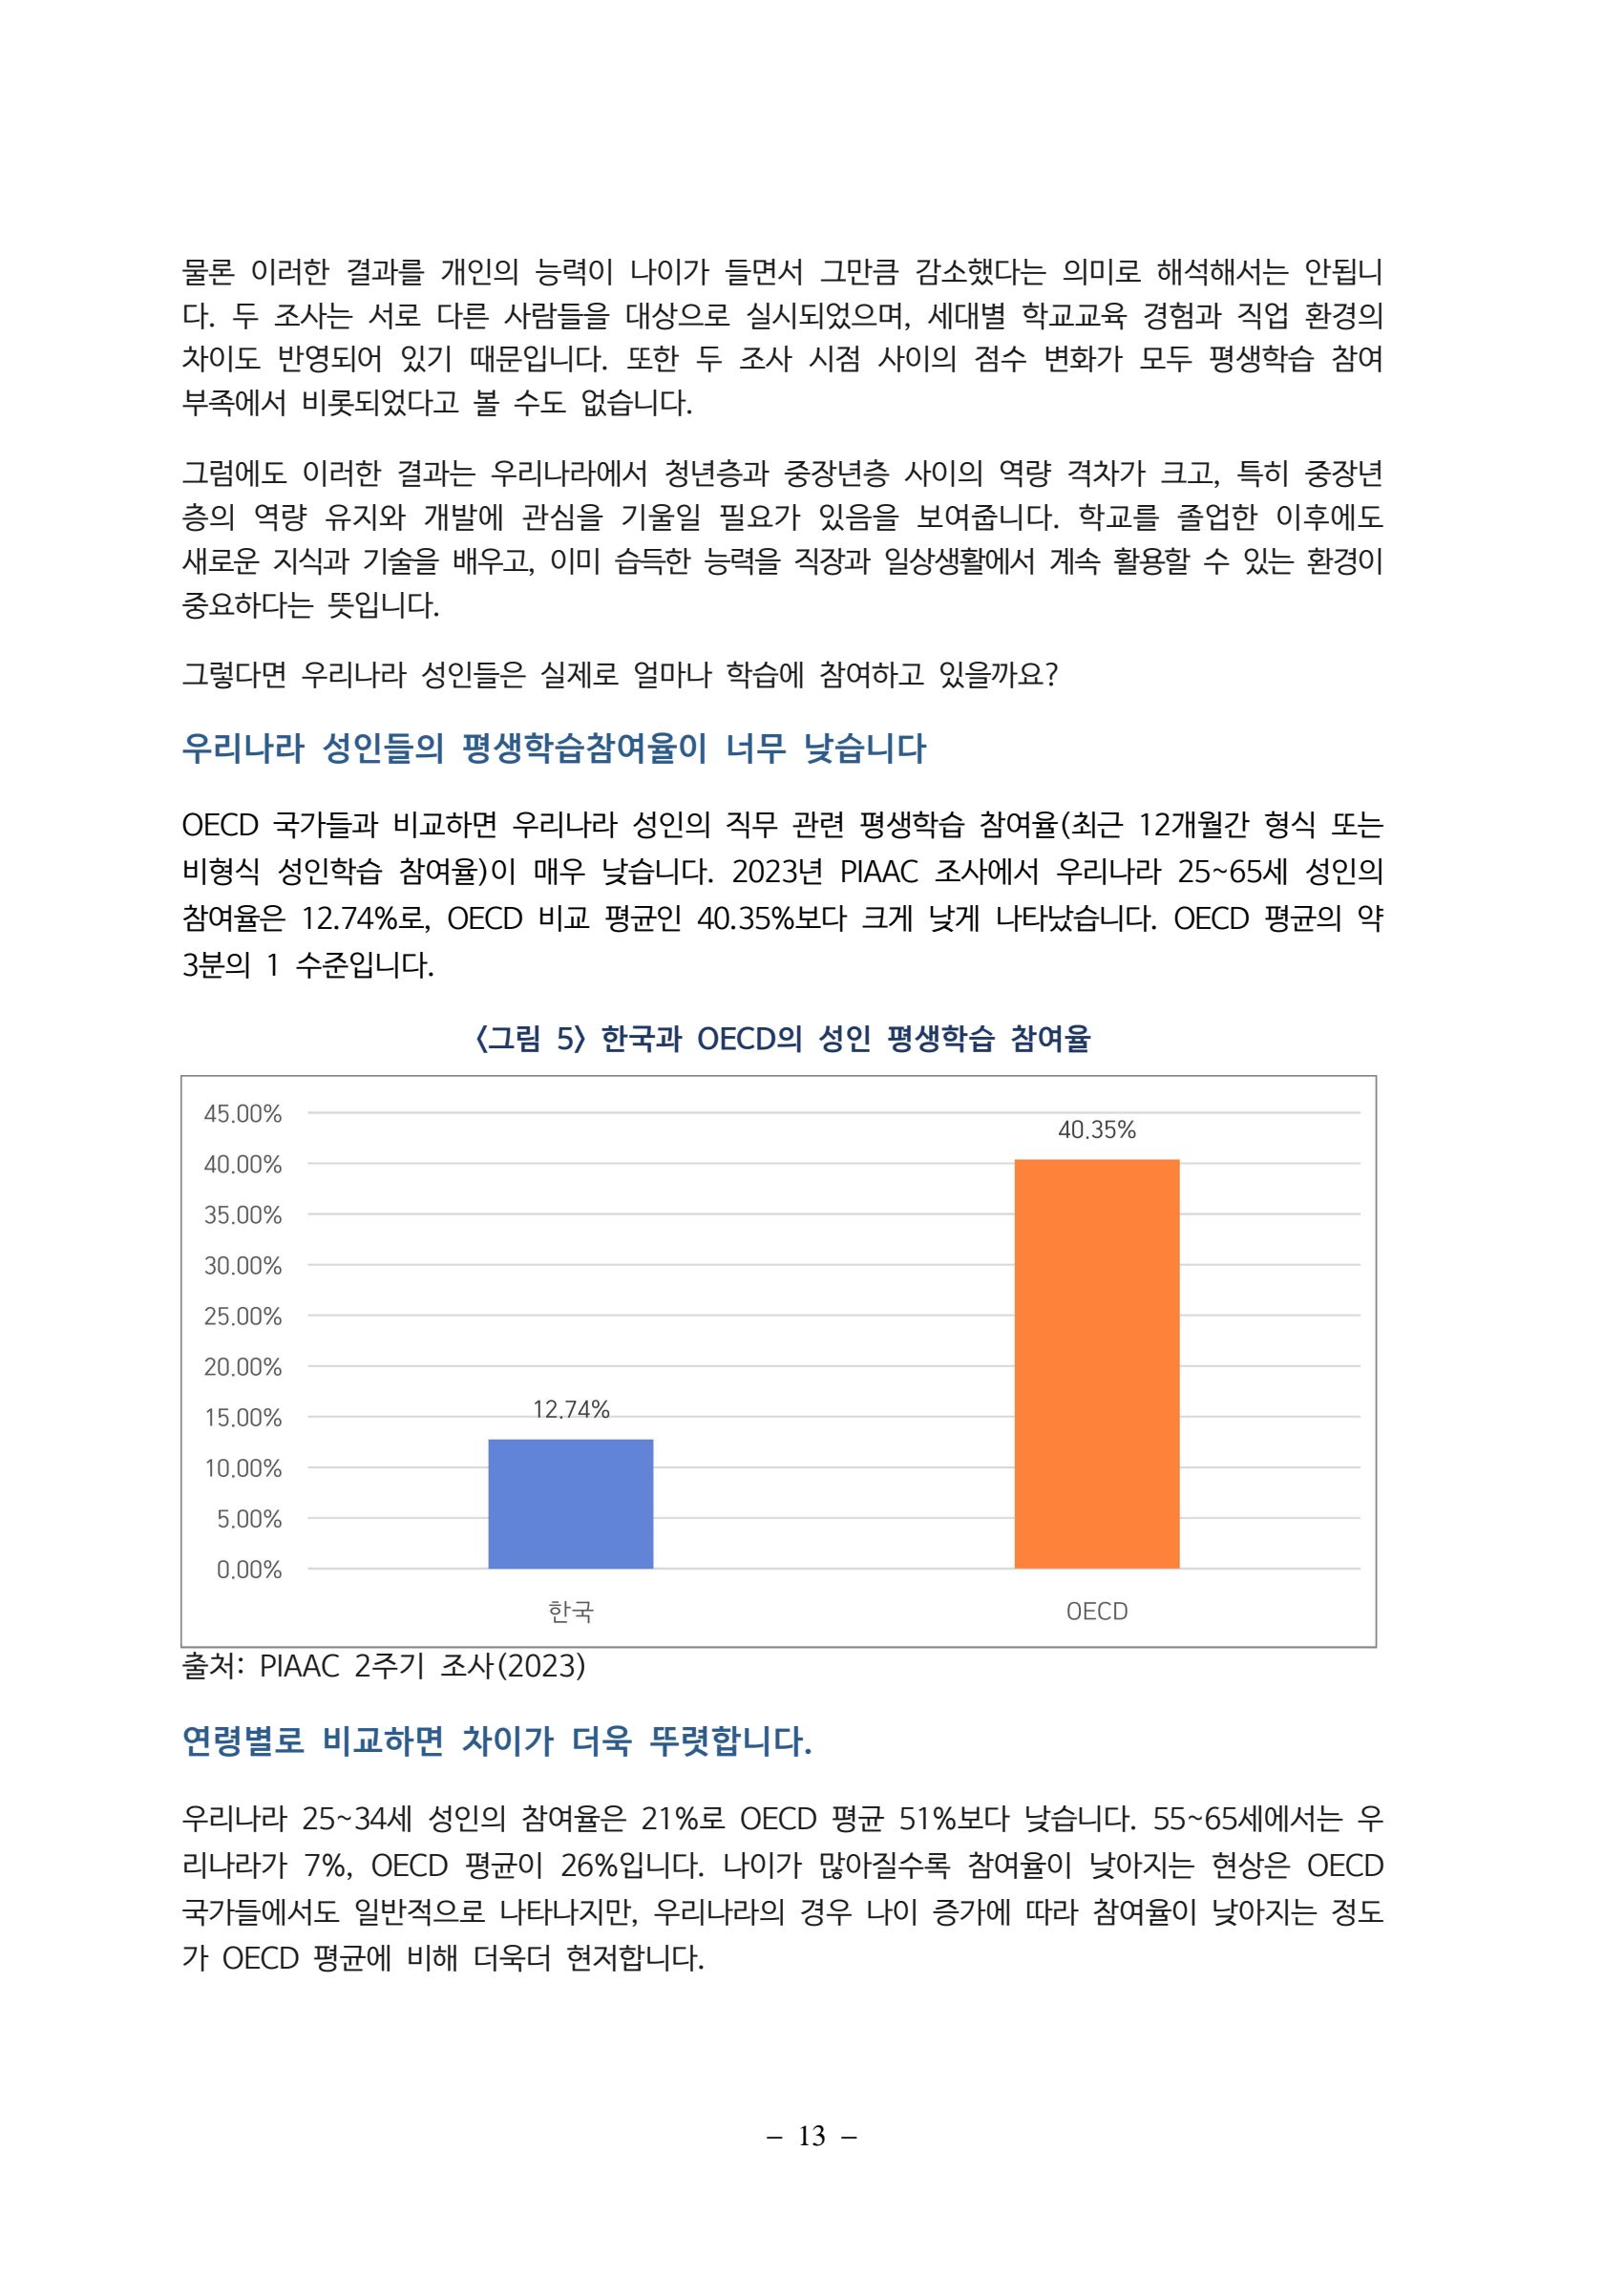 물론 이러한 결과를 개인의 능력이 나이가 들면서 그만큼 감소했다는 의미로 해석해서는 안됩니
다. 두 조사는 서로 다른 사람들을 대상으로 실시되었으며, 세대별 학교교육 경험과 직업 환경의
차이도 반영되어 있기 때문입니다. 또한 두 조사 시점 사이의 점수 변화가 모두 평생학습 참여
부족에서 비롯되었다고 볼 수도 없습니다.
그럼에도 이러한 결과는 우리나라에서 청년층과 중장년층 사이의 역량 격차가 크고, 특히 중장년
층의 역량 유지와 개발에 관심을 기울일 필요가 있음을 보여줍니다. 학교를 졸업한 이후에도
새로운 지식과 기술을 배우고, 이미 습득한 능력을 직장과 일상생활에서 계속 활용할 수 있는 환경이
중요하다는 뜻입니다.
그렇다면 우리나라 성인들은 실제로 얼마나 학습에 참여하고 있을까요?
우리나라 성인들의 평생학습참여율이 너무 낮습니다
OECD 국가들과 비교하면 우리나라 성인의 직무 관련 평생학습 참여율(최근 12개월간 형식 또는
비형식 성인학습 참여율)이 매우 낮습니다. 2023년 PIAAC 조사에서 우리나라 25~65세 성인의
참여율은 12.74%로, OECD 비교 평균인 40.35%보다 크게 낮게 나타났습니다. OECD 평균의 약
3분의 1 수준입니다.
〈그림 5〉 한국과 OECD의 성인 평생학습 참여율
45.00%
40.35%
40.00%
35.00%
30.00%
25.00%
20.00%
12.74%
15.00%
10.00%
5.00%
0.00%
한국 OECD
출처: PIAAC 2주기 조사(2023)
연령별로 비교하면 차이가 더욱 뚜렷합니다.
우리나라 25~34세 성인의 참여율은 21%로 OECD 평균 51%보다 낮습니다. 55~65세에서는 우
리나라가 7%, OECD 평균이 26%입니다. 나이가 많아질수록 참여율이 낮아지는 현상은 OECD
국가들에서도 일반적으로 나타나지만, 우리나라의 경우 나이 증가에 따라 참여율이 낮아지는 정도
가 OECD 평균에 비해 더욱더 현저합니다.
– 13 –